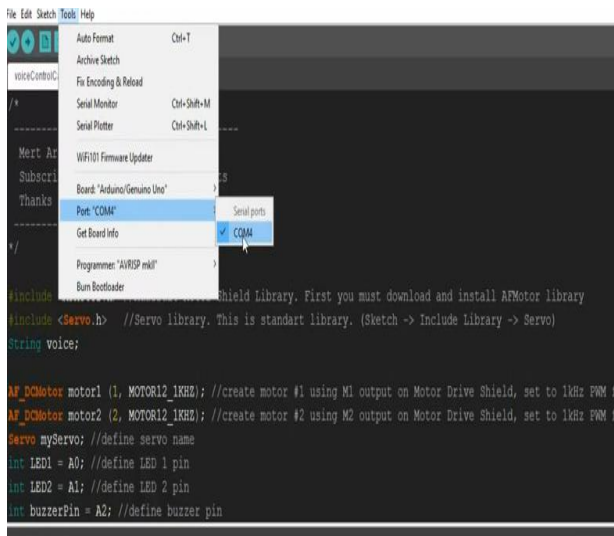 File Edit Sketch Tools Help
Auto Format Ctrl+T
Archive Sketch
Fix Encoding & Reload
Serial Monitor Ctrl+Shift+M
Serial Plotter Ctrl+Shift+L
WiFi101 Firmware Updater
Board: "Arduino/Genuino Uno"
Port: "COM4"
Get Board Info
Programmer: "AVRISP mkII"
Burn Bootloader
Serial ports
COM4
voiceControlC
/*
Mert Ar
Subscri ts
Thanks
*/
#include Shield Library. First you must download and install AFMotor library
#include <Servo.h> //Servo library. This is standart library. (Sketch -> Include Library -> Servo)
String voice;
AF_DCMotor motor1 (1, MOTOR12_1KHZ); //create motor #1 using M1 output on Motor Drive Shield, set to 1kHz PWM
AF_DCMotor motor2 (2, MOTOR12_1KHZ); //create motor #2 using M2 output on Motor Drive Shield, set to 1kHz PWM
Servo myServo; //define servo name
int LED1 = A0; //define LED 1 pin
int LED2 = A1; //define LED 2 pin
int buzzerPin = A2; //define buzzer pin